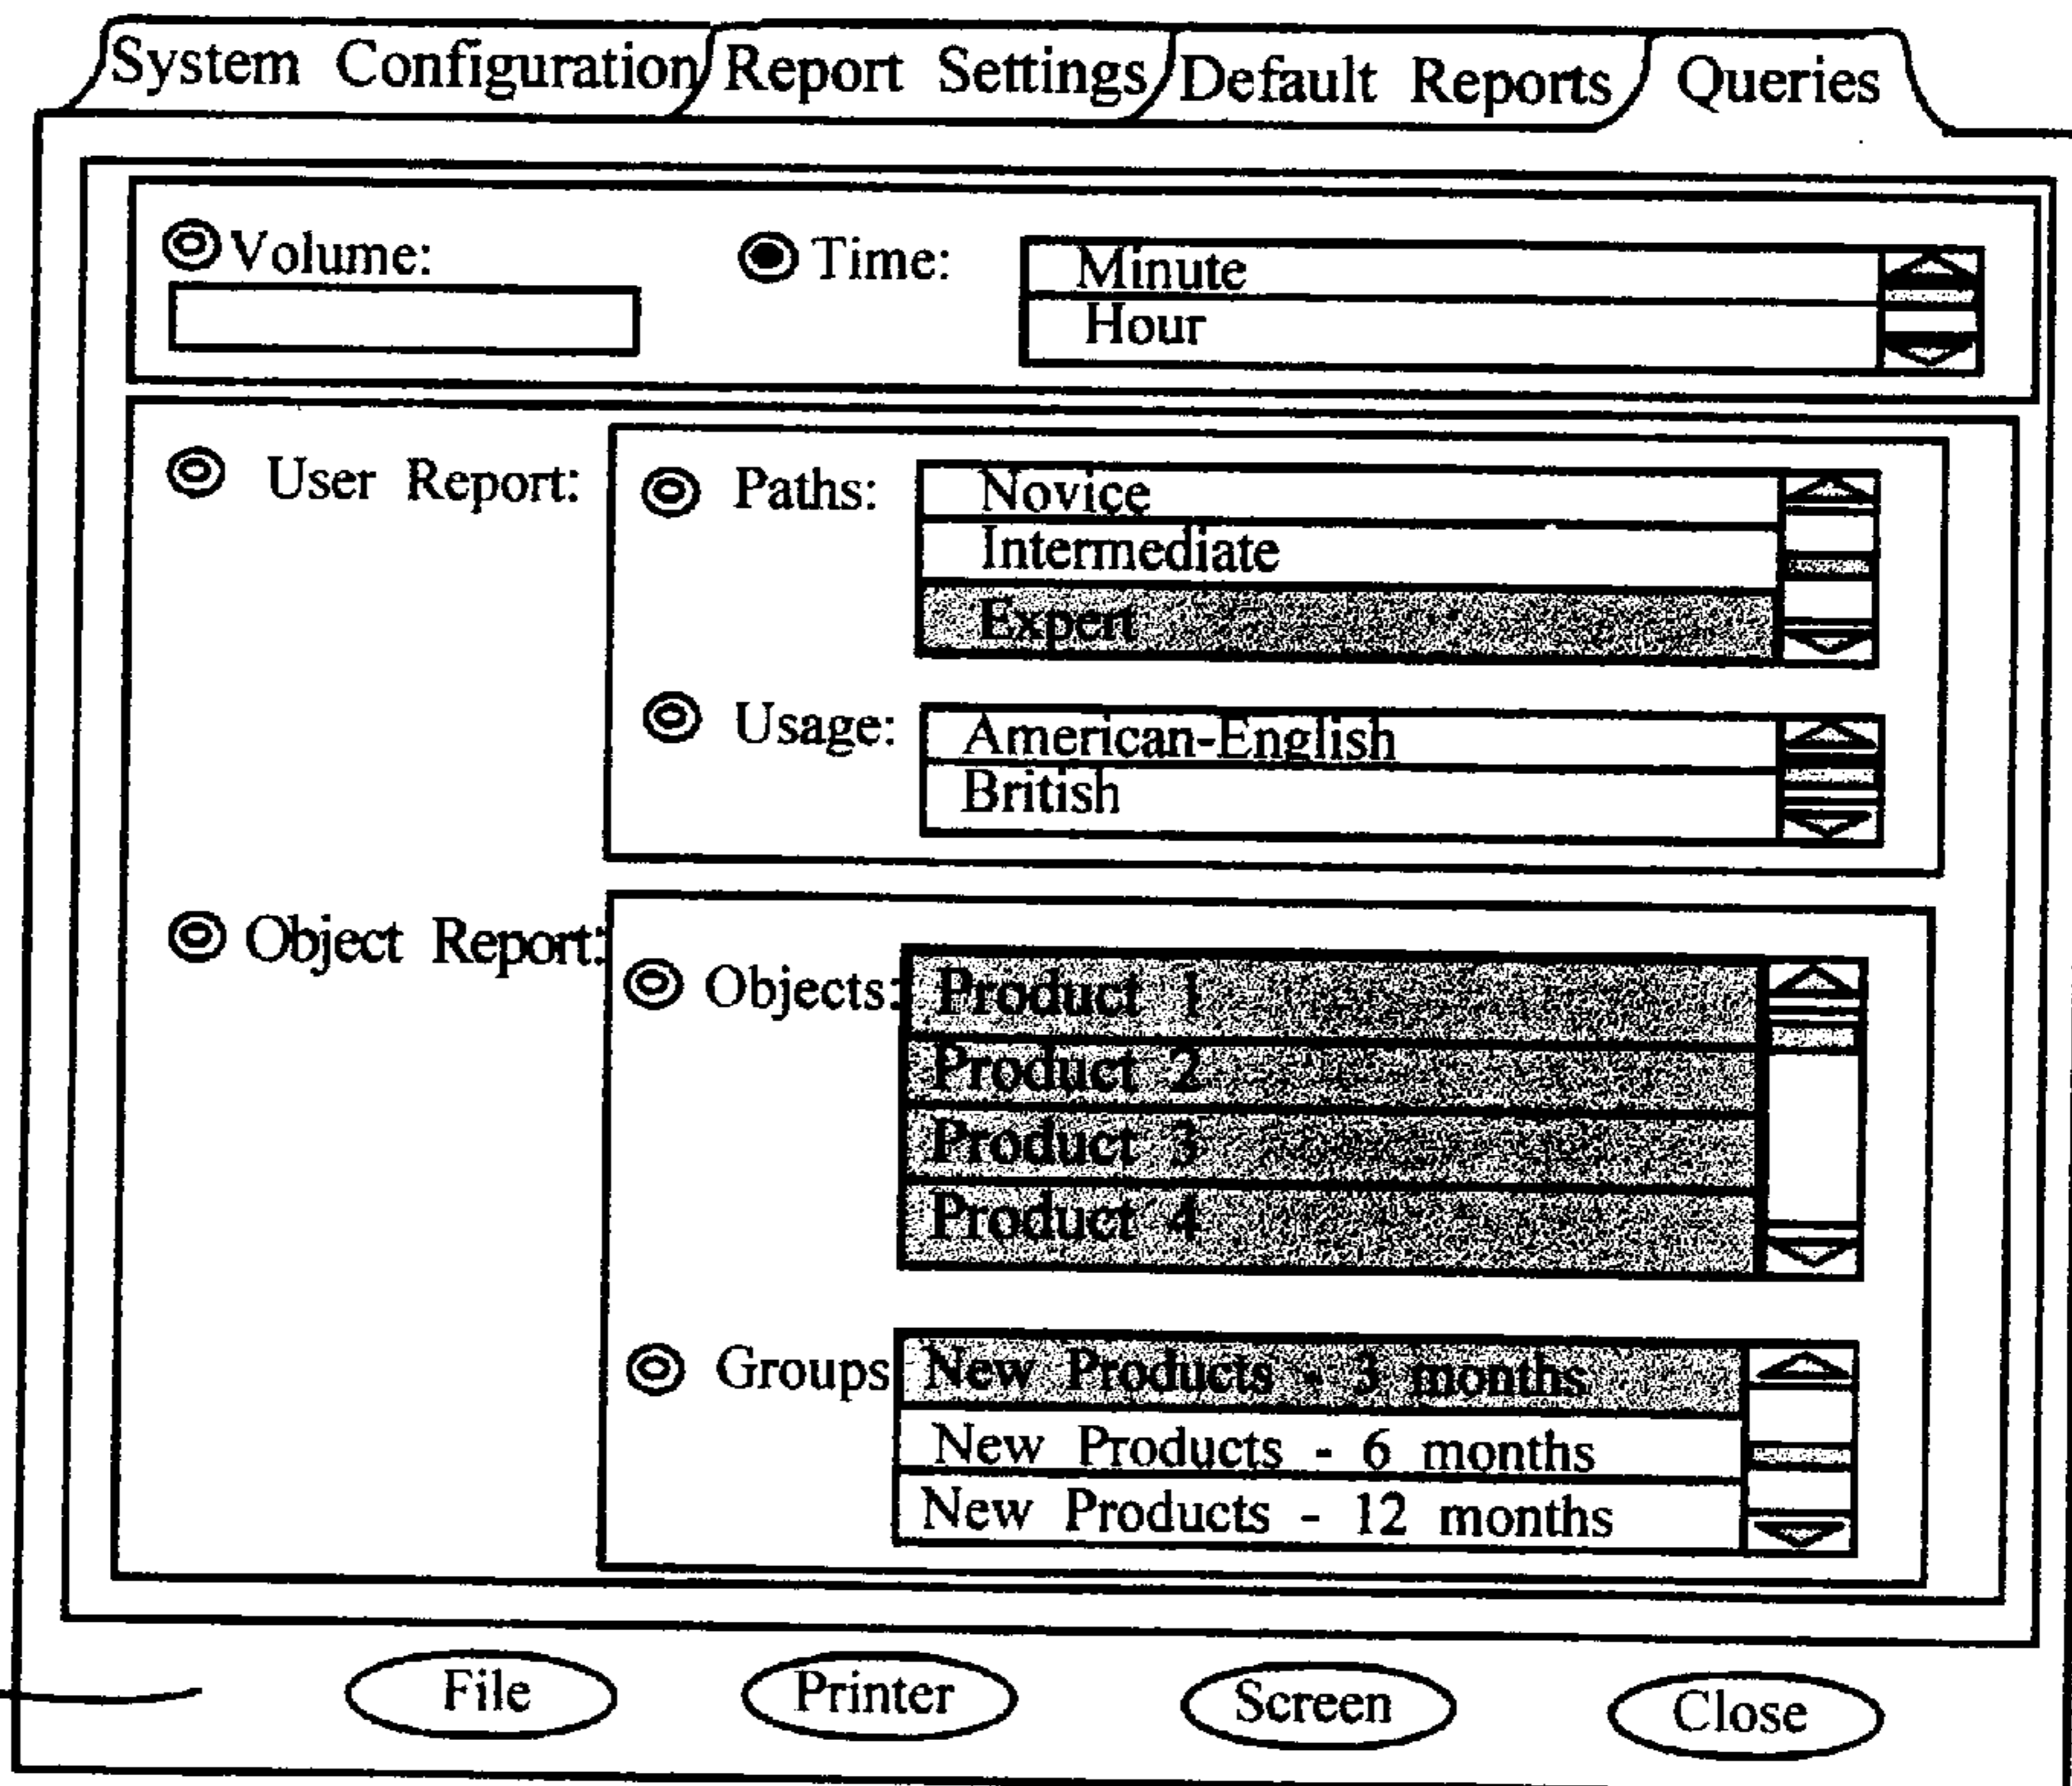 System Configuration Report Settings Default Reports Queries
Volume: Time: Minute
Hour
User Report: Paths: Novice
Intermediate
Expert
Usage: American-English
British
Object Report:
Objects: Product 1
Product 2
Product 3
Product 4
Groups New Products - 3 months
New Products - 6 months
New Products - 12 months
File Printer Screen Close